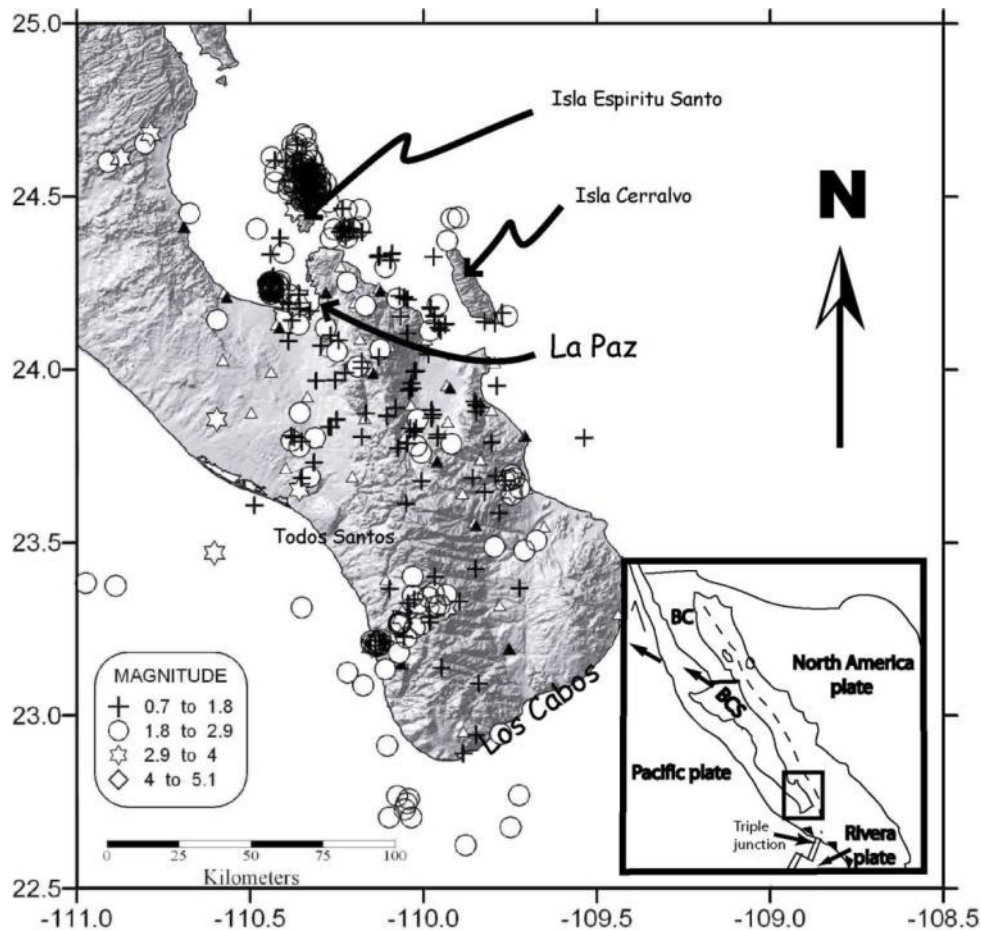 25.0
24.5
24.0
23.5
23.0
22.5
-111.0
-110.5
-110.0
-109.5
-109.0
-108.5
Isla Espiritu Santo
Isla Cerralvo
N
La Paz
Todos Santos
Los Cabos
MAGNITUDE
0.7 to 1.8
1.8 to 2.9
2.9 to 4
4 to 5.1
0 25 50 75 100
Kilometers
BC
BCS
North America
plate
Pacific plate
Triple
junction
Rivera
plate